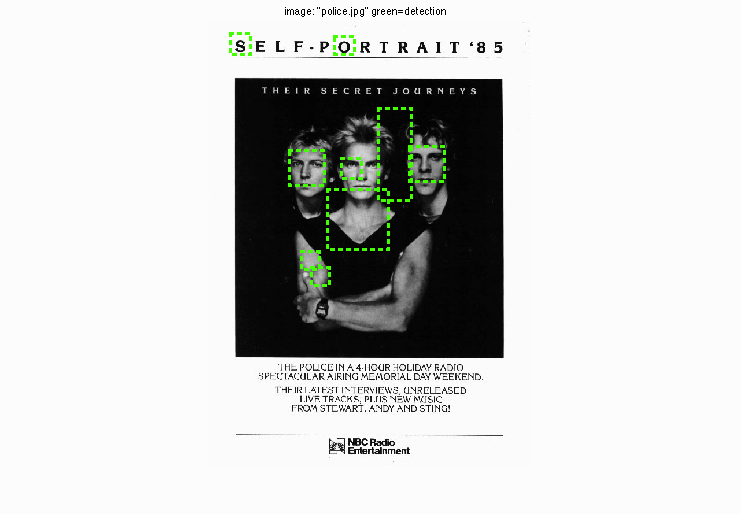 image: "police.jpg" green=detection
SELF-PORTRAIT '85
THEIR SECRET JOURNEYS
THE POLICE IN A 4-HOUR HOLIDAY RADIO
SPECTACULAR AIRING MEMORIAL DAY WEEKEND.
THEIR LATEST INTERVIEWS, UNRELEASED
LIVE TRACKS, PLUS NEW MUSIC
FROM STEWART, ANDY AND STING!
NBC Radio
Entertainment